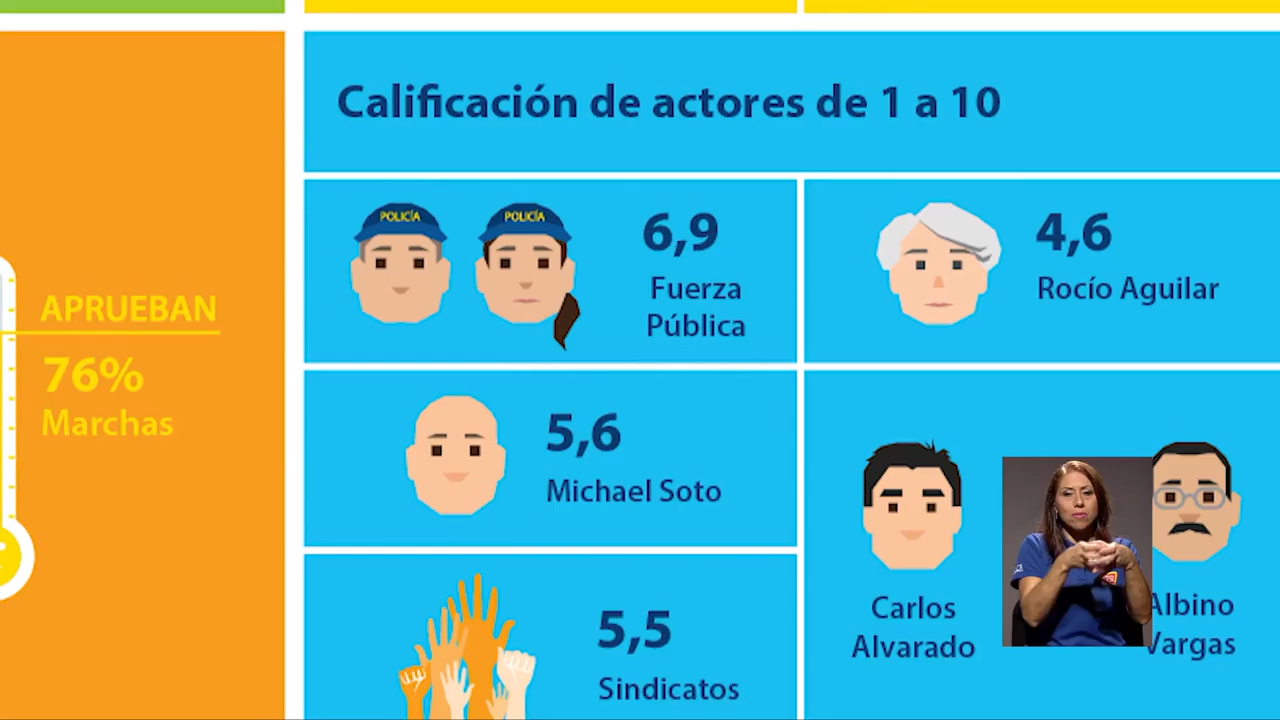 Calificación de actores de 1 a 10
APRUEBAN
76%
Marchas
POLICÍA
POLICÍA
6,9
Fuerza
Pública
4,6
Rocío Aguilar
5,6
Michael Soto
5,5
Sindicatos
Carlos
Alvarado
Albino
Vargas